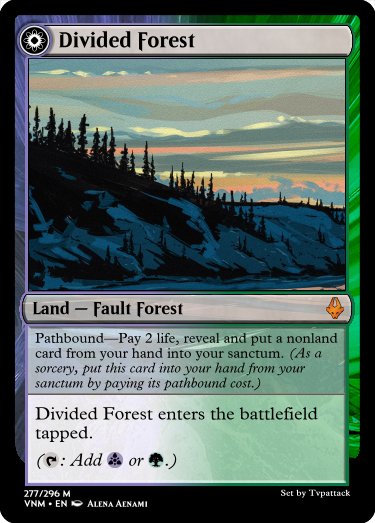 Divided Forest
Land — Fault Forest
Pathbound—Pay 2 life, reveal and put a nonland
card from your hand into your sanctum. (As a
sorcery, put this card into your hand from your
sanctum by paying its pathbound cost.)
Divided Forest enters the battlefield
tapped.
( : Add or .)
277/296 M
VNM • EN Alena Aenami
Set by Tvpattack